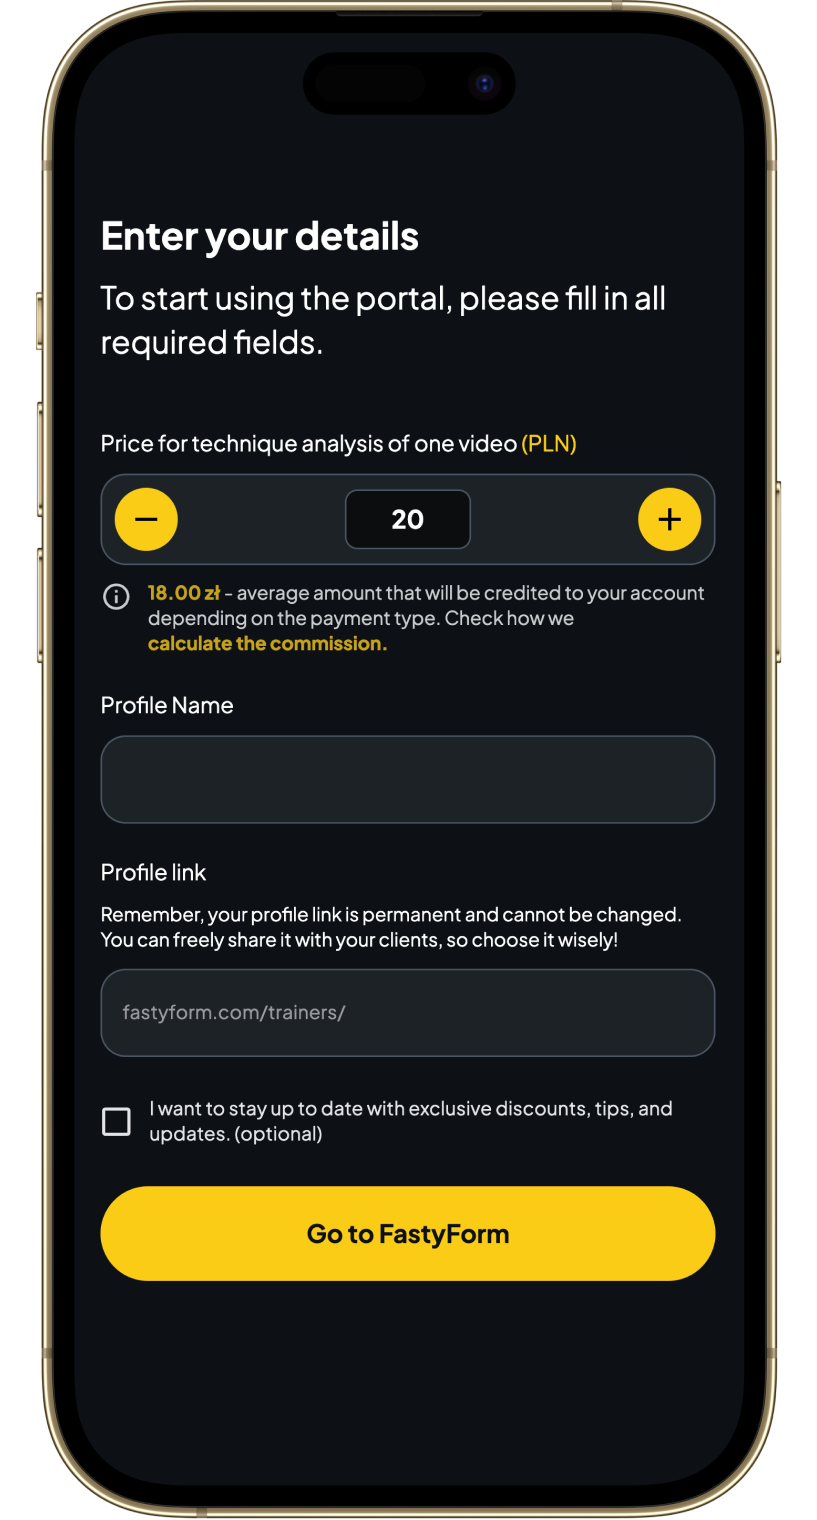 Enter your details
To start using the portal, please fill in all
required fields.
Price for technique analysis of one video (PLN)
20
18.00 zł - average amount that will be credited to your account
depending on the payment type. Check how we
calculate the commission.
Profile Name
Profile link
Remember, your profile link is permanent and cannot be changed.
You can freely share it with your clients, so choose it wisely!
fastyform.com/trainers/
I want to stay up to date with exclusive discounts, tips, and
updates. (optional)
Go to FastyForm